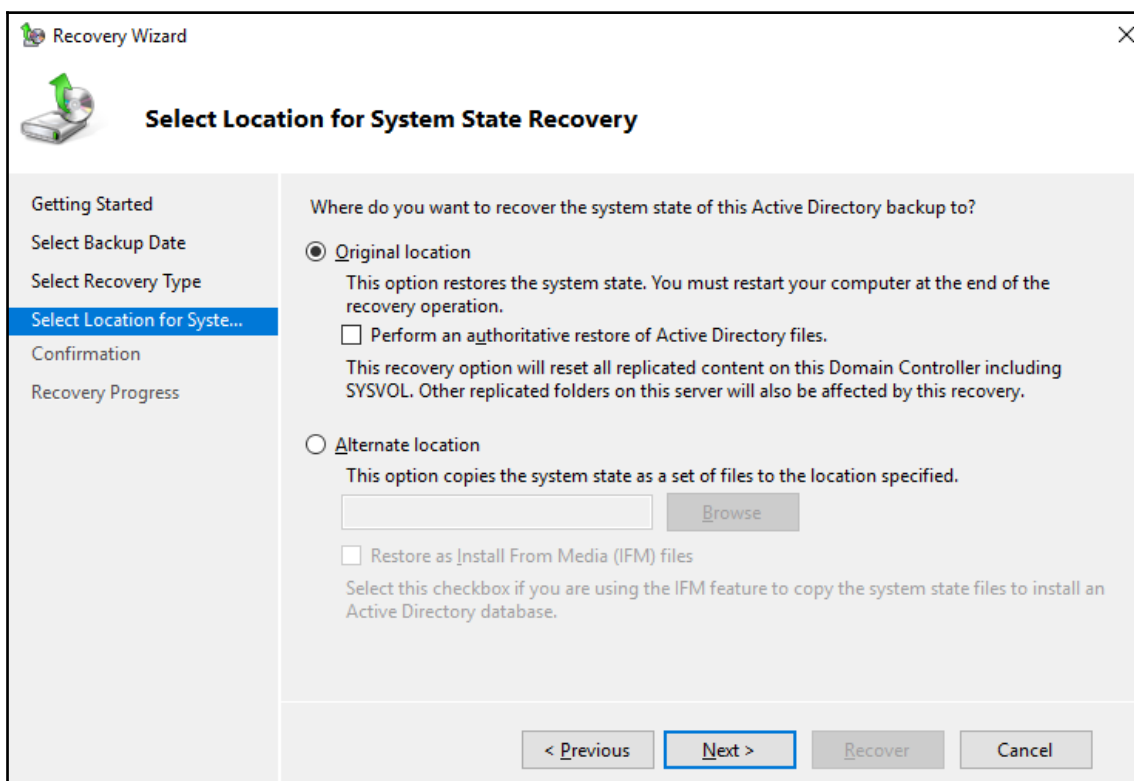 Recovery Wizard
Select Location for System State Recovery
Getting Started
Select Backup Date
Select Recovery Type
Select Location for Syste...
Confirmation
Recovery Progress
Where do you want to recover the system state of this Active Directory backup to?
Original location
This option restores the system state. You must restart your computer at the end of the
recovery operation.
Perform an authoritative restore of Active Directory files.
This recovery option will reset all replicated content on this Domain Controller including
SYSVOL. Other replicated folders on this server will also be affected by this recovery.
Alternate location
This option copies the system state as a set of files to the location specified.
Browse
Restore as Install From Media (IFM) files
Select this checkbox if you are using the IFM feature to copy the system state files to install an
Active Directory database.
< Previous
Next >
Recover
Cancel